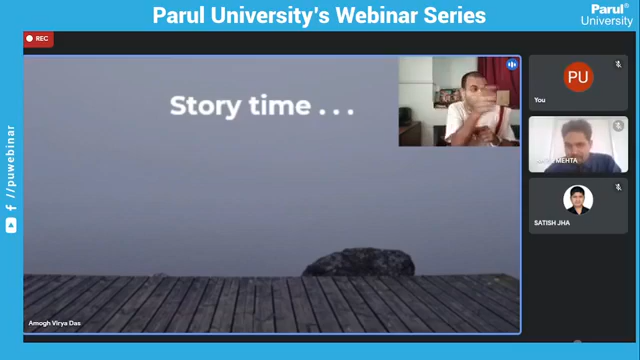 Parul University's Webinar Series
Parul®
University
REC
Story time . . .
PU
You
MEHTA
SATISH JHA
Amogh Virya Das
//puwebinar